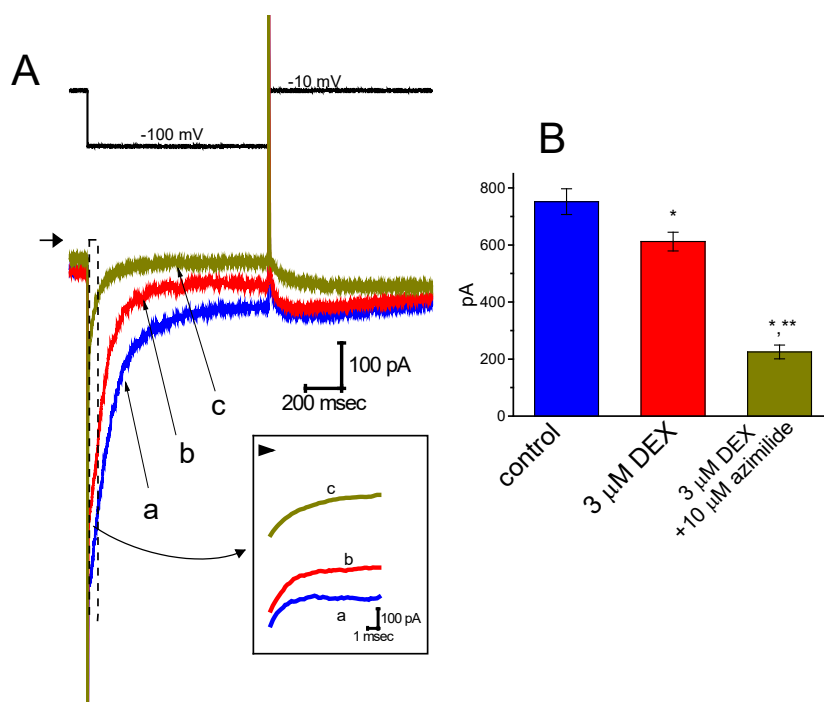 A
-10 mV
-100 mV
100 pA
200 msec
c
b
a
c
b
a
100 pA
1 msec
B
pA
800
600
400
200
0
*
*,**
control
3 μM DEX
3 μM DEX
+10 μM azimilide